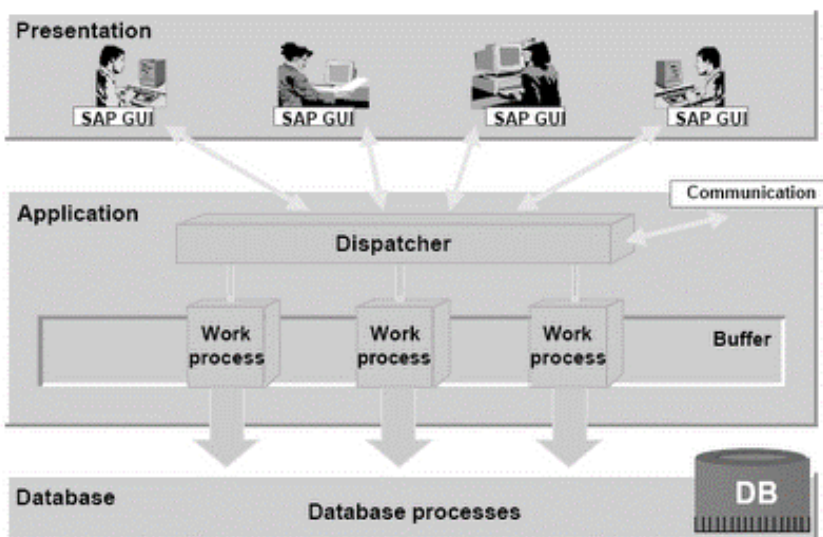 Presentation
SAP GUI
SAP GUI
SAP GUI
SAP GUI
Communication
Application
Dispatcher
Work
process
Work
process
Work
process
Buffer
Database
Database processes
DB